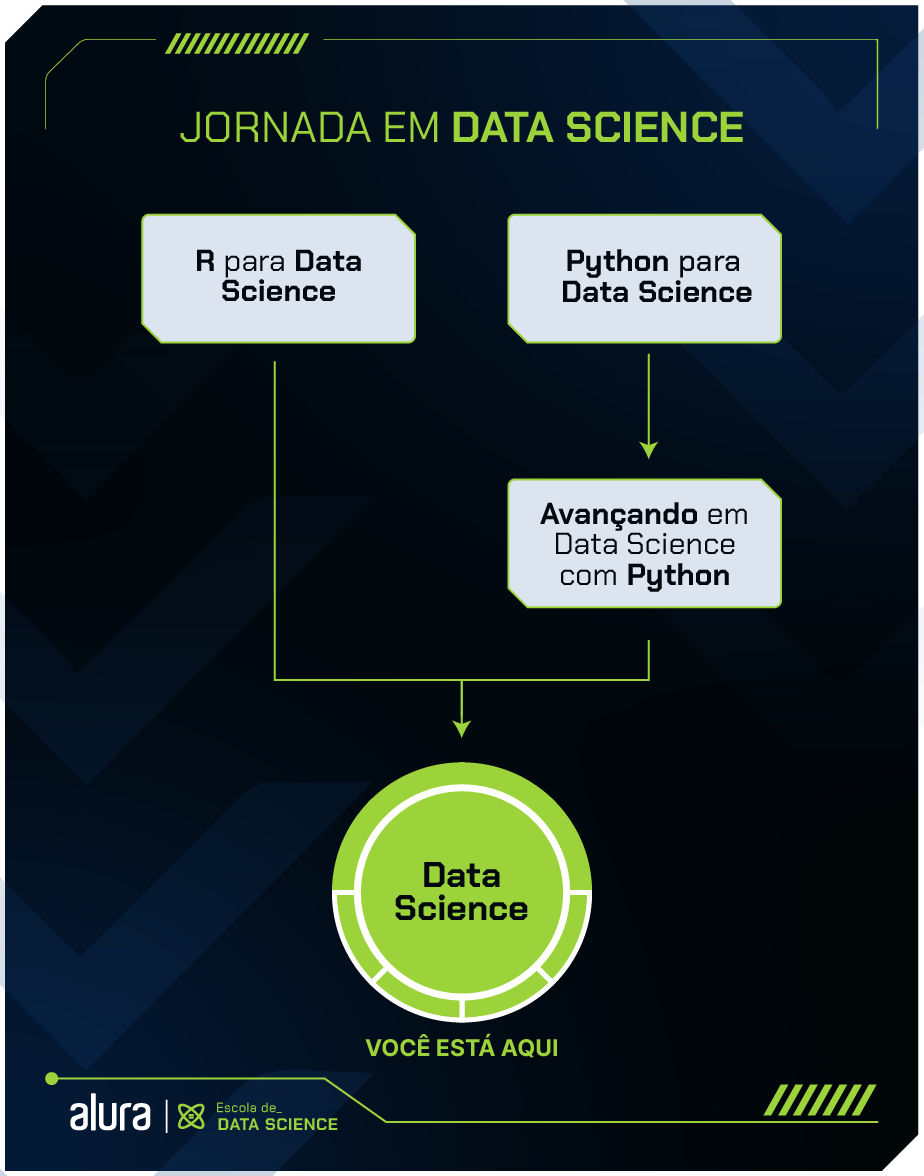 JORNADA EM DATA SCIENCE
R para Data
Science
Python para
Data Science
Avançando em
Data Science
com Python
Data
Science
VOCÊ ESTÁ AQUI
alura
Escola de_
DATA SCIENCE